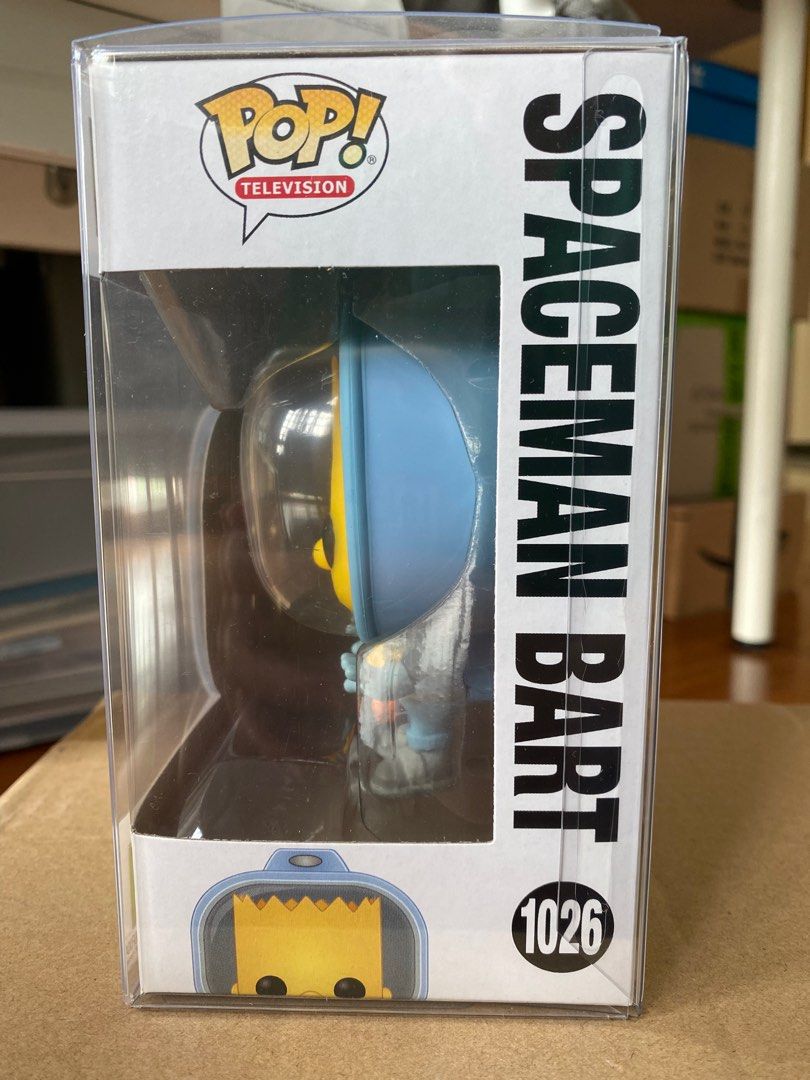 POP!®
TELEVISION
SPACEMAN BART
1026